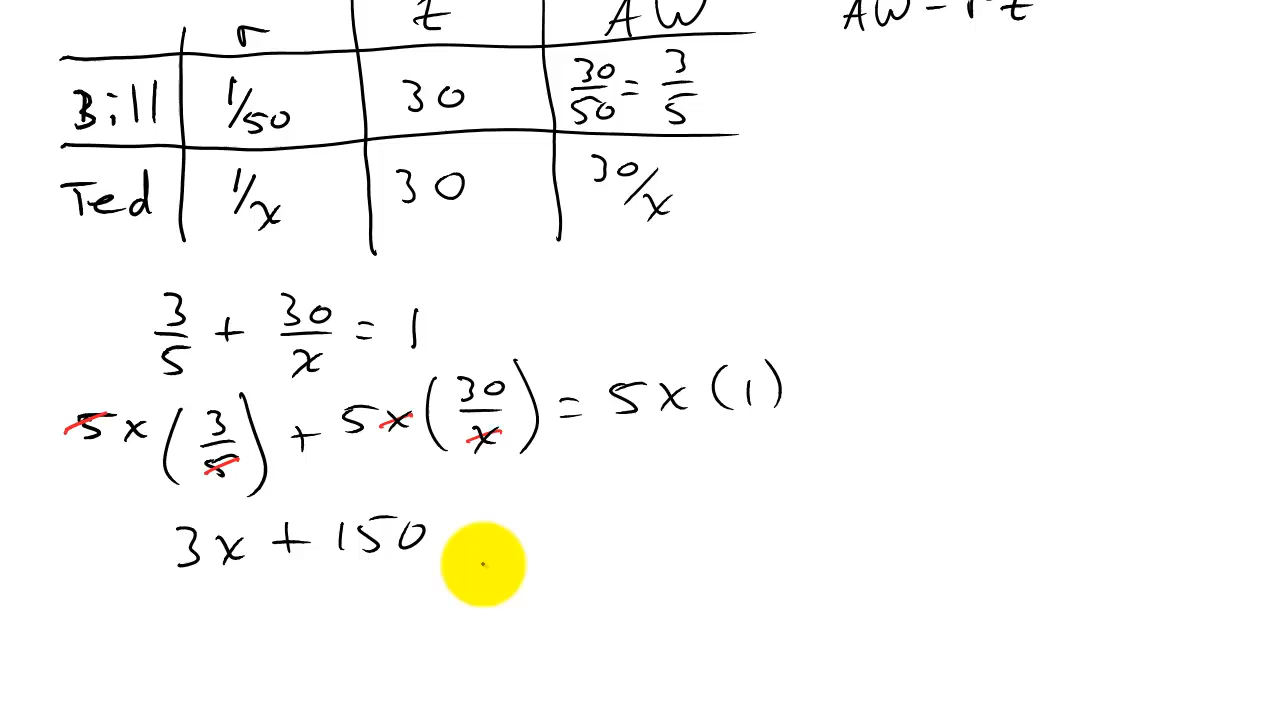 r t AW AW = r · t
Bill 1/50 30 30/50 = 3/5
Ted 1/x 30 30/x
3/5 + 30/x = 1
5x (3/5) + 5x (30/x) = 5x (1)
3x + 150